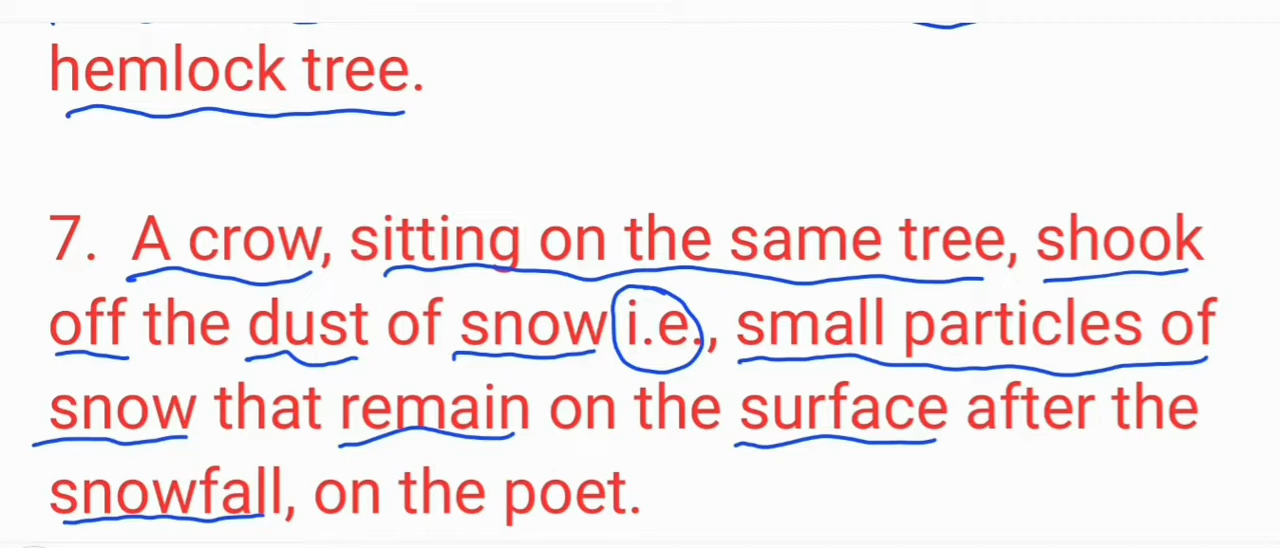 hemlock tree.
7. A crow, sitting on the same tree, shook
off the dust of snow i.e., small particles of
snow that remain on the surface after the
snowfall, on the poet.